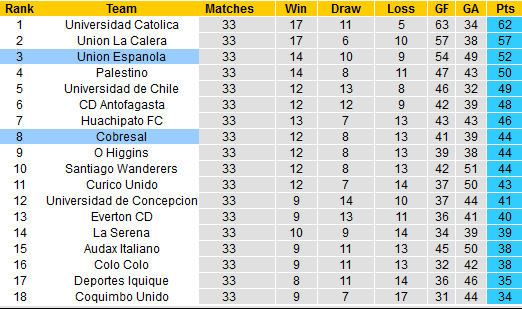 Rank Team Matches Win Draw Loss GF GA Pts
1 Universidad Catolica 33 17 11 5 63 34 62
2 Union La Calera 33 17 6 10 57 38 57
3 Union Espanola 33 14 10 9 54 49 52
4 Palestino 33 14 8 11 47 43 50
5 Universidad de Chile 33 12 13 8 46 32 49
6 CD Antofagasta 33 12 12 9 42 39 48
7 Huachipato FC 33 13 7 13 43 43 46
8 Cobresal 33 12 8 13 41 39 44
9 O Higgins 33 12 8 13 39 38 44
10 Santiago Wanderers 33 12 8 13 42 51 44
11 Curico Unido 33 12 7 14 37 50 43
12 Universidad de Concepcion 33 9 14 10 37 44 41
13 Everton CD 33 9 13 11 36 41 40
14 La Serena 33 10 9 14 34 39 39
15 Audax Italiano 33 9 11 13 45 50 38
16 Colo Colo 33 9 11 13 32 42 38
17 Deportes Iquique 33 8 11 14 36 46 35
18 Coquimbo Unido 33 9 7 17 31 44 34